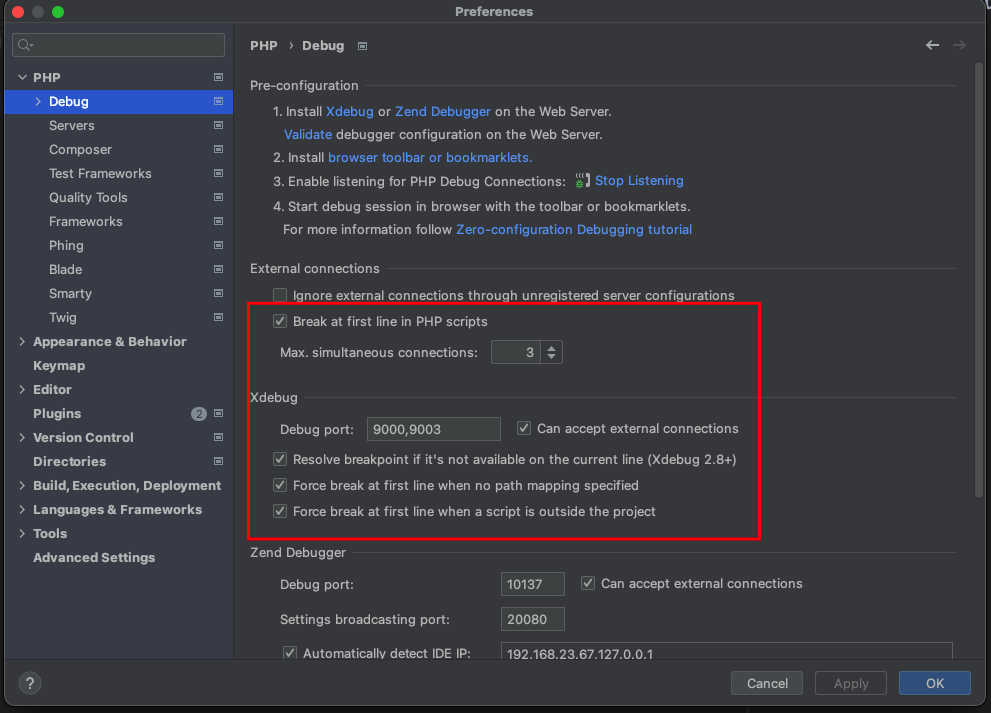 Preferences
PHP › Debug
PHP
Debug
Servers
Composer
Test Frameworks
Quality Tools
Frameworks
Phing
Blade
Smarty
Twig
Appearance & Behavior
Keymap
Editor
Plugins 2
Version Control
Directories
Build, Execution, Deployment
Languages & Frameworks
Tools
Advanced Settings
Pre-configuration
1. Install Xdebug or Zend Debugger on the Web Server.
Validate debugger configuration on the Web Server.
2. Install browser toolbar or bookmarklets.
3. Enable listening for PHP Debug Connections: Stop Listening
4. Start debug session in browser with the toolbar or bookmarklets.
For more information follow Zero-configuration Debugging tutorial
External connections
Ignore external connections through unregistered server configurations
Break at first line in PHP scripts
Max. simultaneous connections: 3
Xdebug
Debug port: 9000,9003 Can accept external connections
Resolve breakpoint if it's not available on the current line (Xdebug 2.8+)
Force break at first line when no path mapping specified
Force break at first line when a script is outside the project
Zend Debugger
Debug port: 10137 Can accept external connections
Settings broadcasting port: 20080
Automatically detect IDE IP: 192.168.23.67,127.0.0.1
? Cancel Apply OK